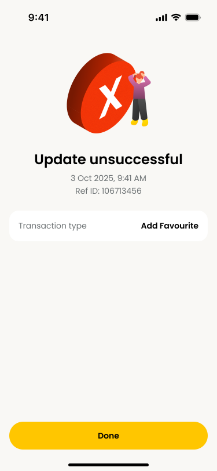 9:41
Update unsuccessful
3 Oct 2025, 9:41 AM
Ref ID: 106713456
Transaction type Add Favourite
Done